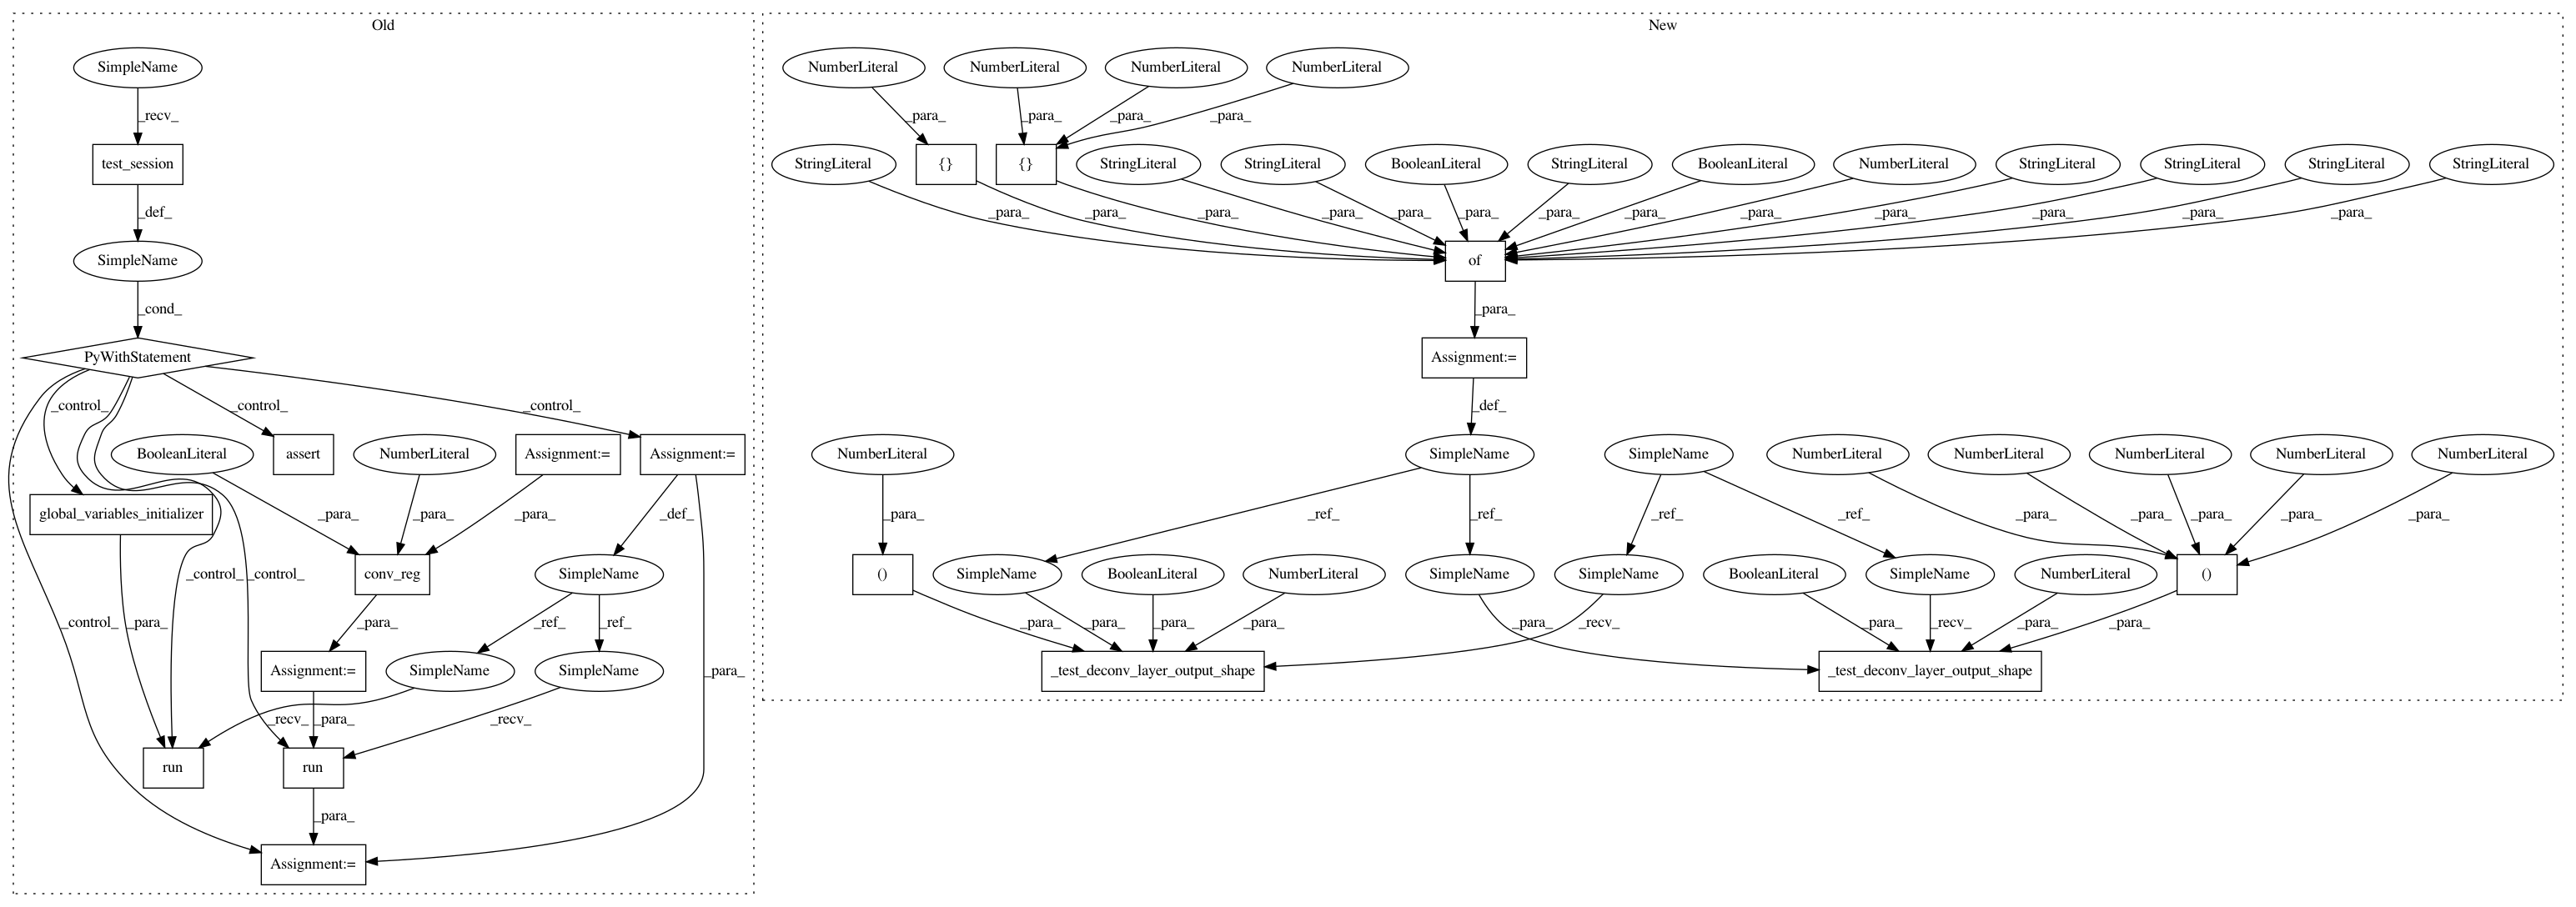 Old
New
SimpleName
NumberLiteral
NumberLiteral
NumberLiteral
NumberLiteral
_recv_
_para_
_para_
_para_
_para_
test_session
StringLiteral
{}
{}
StringLiteral
StringLiteral
BooleanLiteral
StringLiteral
BooleanLiteral
NumberLiteral
StringLiteral
StringLiteral
StringLiteral
StringLiteral
_def_
_para_
_para_
_para_
_para_
_para_
_para_
_para_
_para_
_para_
_para_
_para_
_para_
_para_
SimpleName
of
_cond_
_para_
PyWithStatement
Assignment:=
_control_
_control_
_control_
_def_
BooleanLiteral
NumberLiteral
Assignment:=
Assignment:=
assert
NumberLiteral
SimpleName
SimpleName
NumberLiteral
NumberLiteral
NumberLiteral
NumberLiteral
NumberLiteral
global_variables_initializer
_para_
_para_
_para_
_def_
_para_
_ref_
_ref_
_ref_
_ref_
_para_
_para_
_para_
_para_
_para_
_control_
_control_
conv_reg
SimpleName
()
SimpleName
BooleanLiteral
NumberLiteral
SimpleName
SimpleName
BooleanLiteral
SimpleName
NumberLiteral
()
_control_
_para_
_para_
_ref_
_ref_
_para_
_para_
_para_
_para_
_para_
_recv_
_para_
_recv_
_para_
_para_
Assignment:=
SimpleName
SimpleName
_para_
_test_deconv_layer_output_shape
_test_deconv_layer_output_shape
_recv_
_para_
_recv_
run
run
_para_
Assignment:=